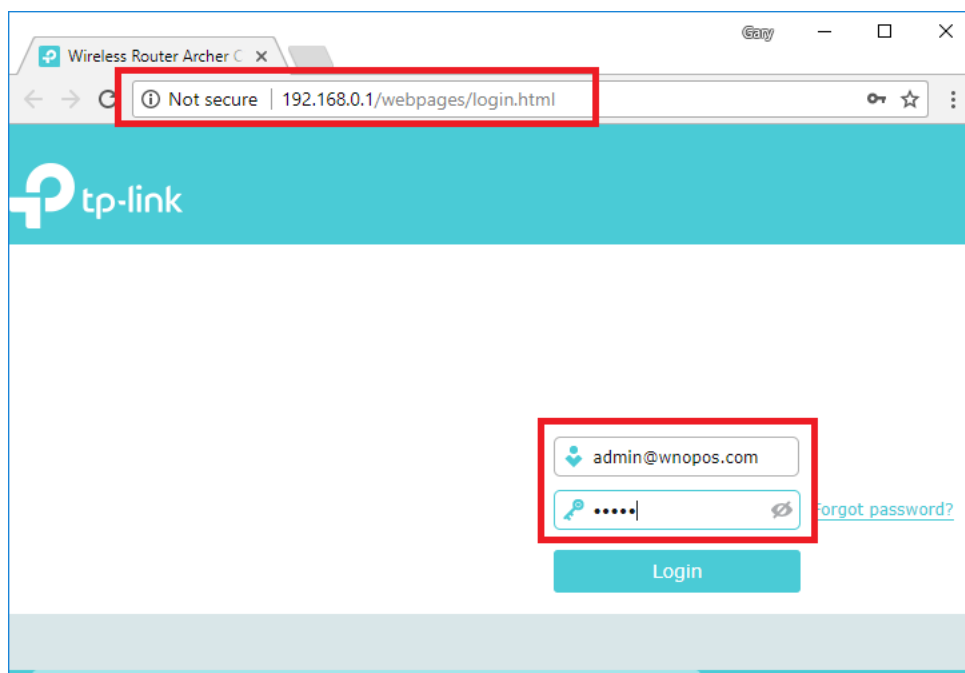 Gary
Wireless Router Archer C
Not secure | 192.168.0.1/webpages/login.html
tp-link
admin@wnopos.com
•••••
Forgot password?
Login